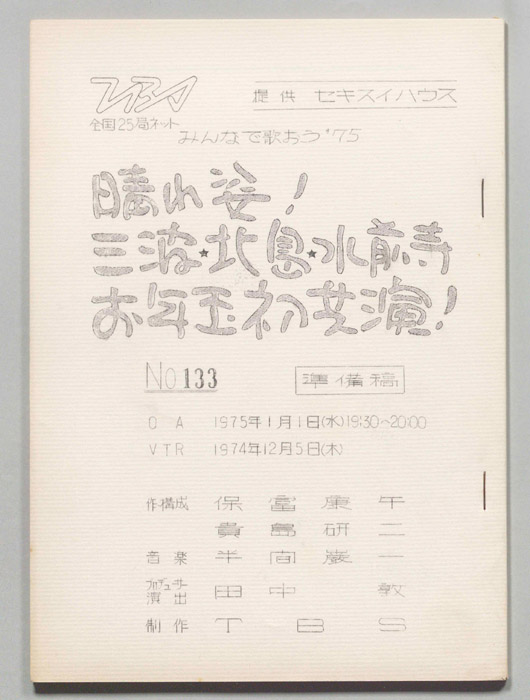 TBS
提供 セキスイハウス
全国25局ネット
みんなで歌おう'75
晴れ姿!
三波★北島★水前寺
お年玉初共演!
No 133
準備稿
OA 1975年1月1日(水)19:30~20:00
VTR 1974年12月5日(木)
作・構成 保富康午
貴島研二
音楽 半間巌一
プロデューサー
演出 田中敦
制作 TBS